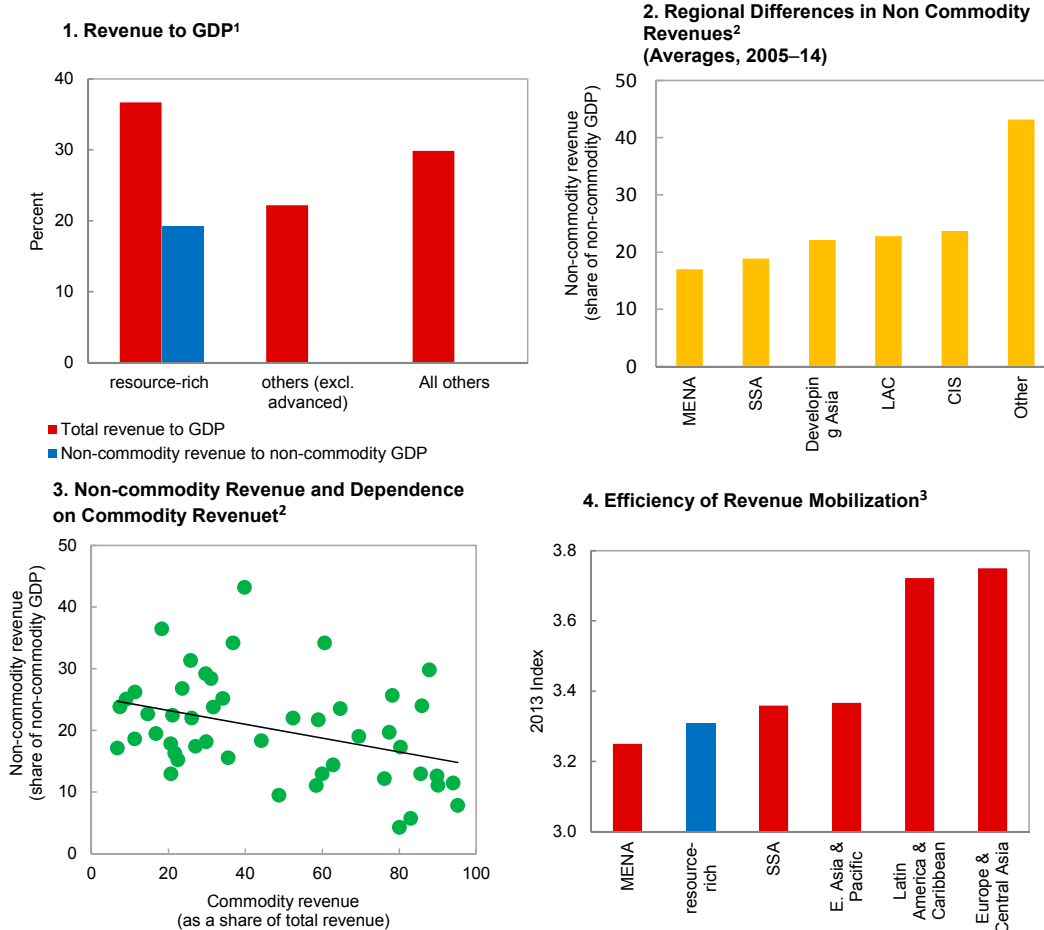 1. Revenue to GDP¹
40
30
20
10
0
Percent
resource-rich
others (excl.
advanced)
All others
Total revenue to GDP
Non-commodity revenue to non-commodity GDP
2. Regional Differences in Non Commodity
Revenues²
(Averages, 2005–14)
50
40
30
20
10
0
Non-commodity revenue
(share of non-commodity GDP)
MENA
SSA
Developin
g Asia
LAC
CIS
Other
3. Non-commodity Revenue and Dependence
on Commodity Revenuet²
50
40
30
20
10
0
Non-commodity revenue
(share of non-commodity GDP)
0
20
40
60
80
100
Commodity revenue
(as a share of total revenue)
4. Efficiency of Revenue Mobilization³
3.8
3.6
3.4
3.2
3.0
2013 Index
MENA
resource-
rich
SSA
E. Asia &
Pacific
Latin
America &
Caribbean
Europe &
Central Asia